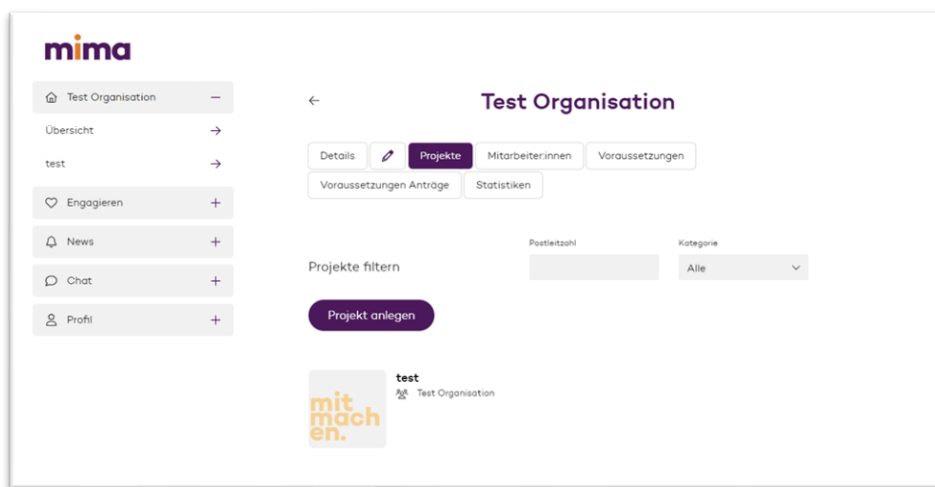 mima
Test Organisation
Übersicht
test
Engagieren
News
Chat
Profil
Test Organisation
Details
Projekte
Mitarbeiter:innen
Voraussetzungen
Voraussetzungen Anträge
Statistiken
Projekte filtern
Postleitzahl
Kategorie
Alle
Projekt anlegen
mit
mach
en.
test
Test Organisation